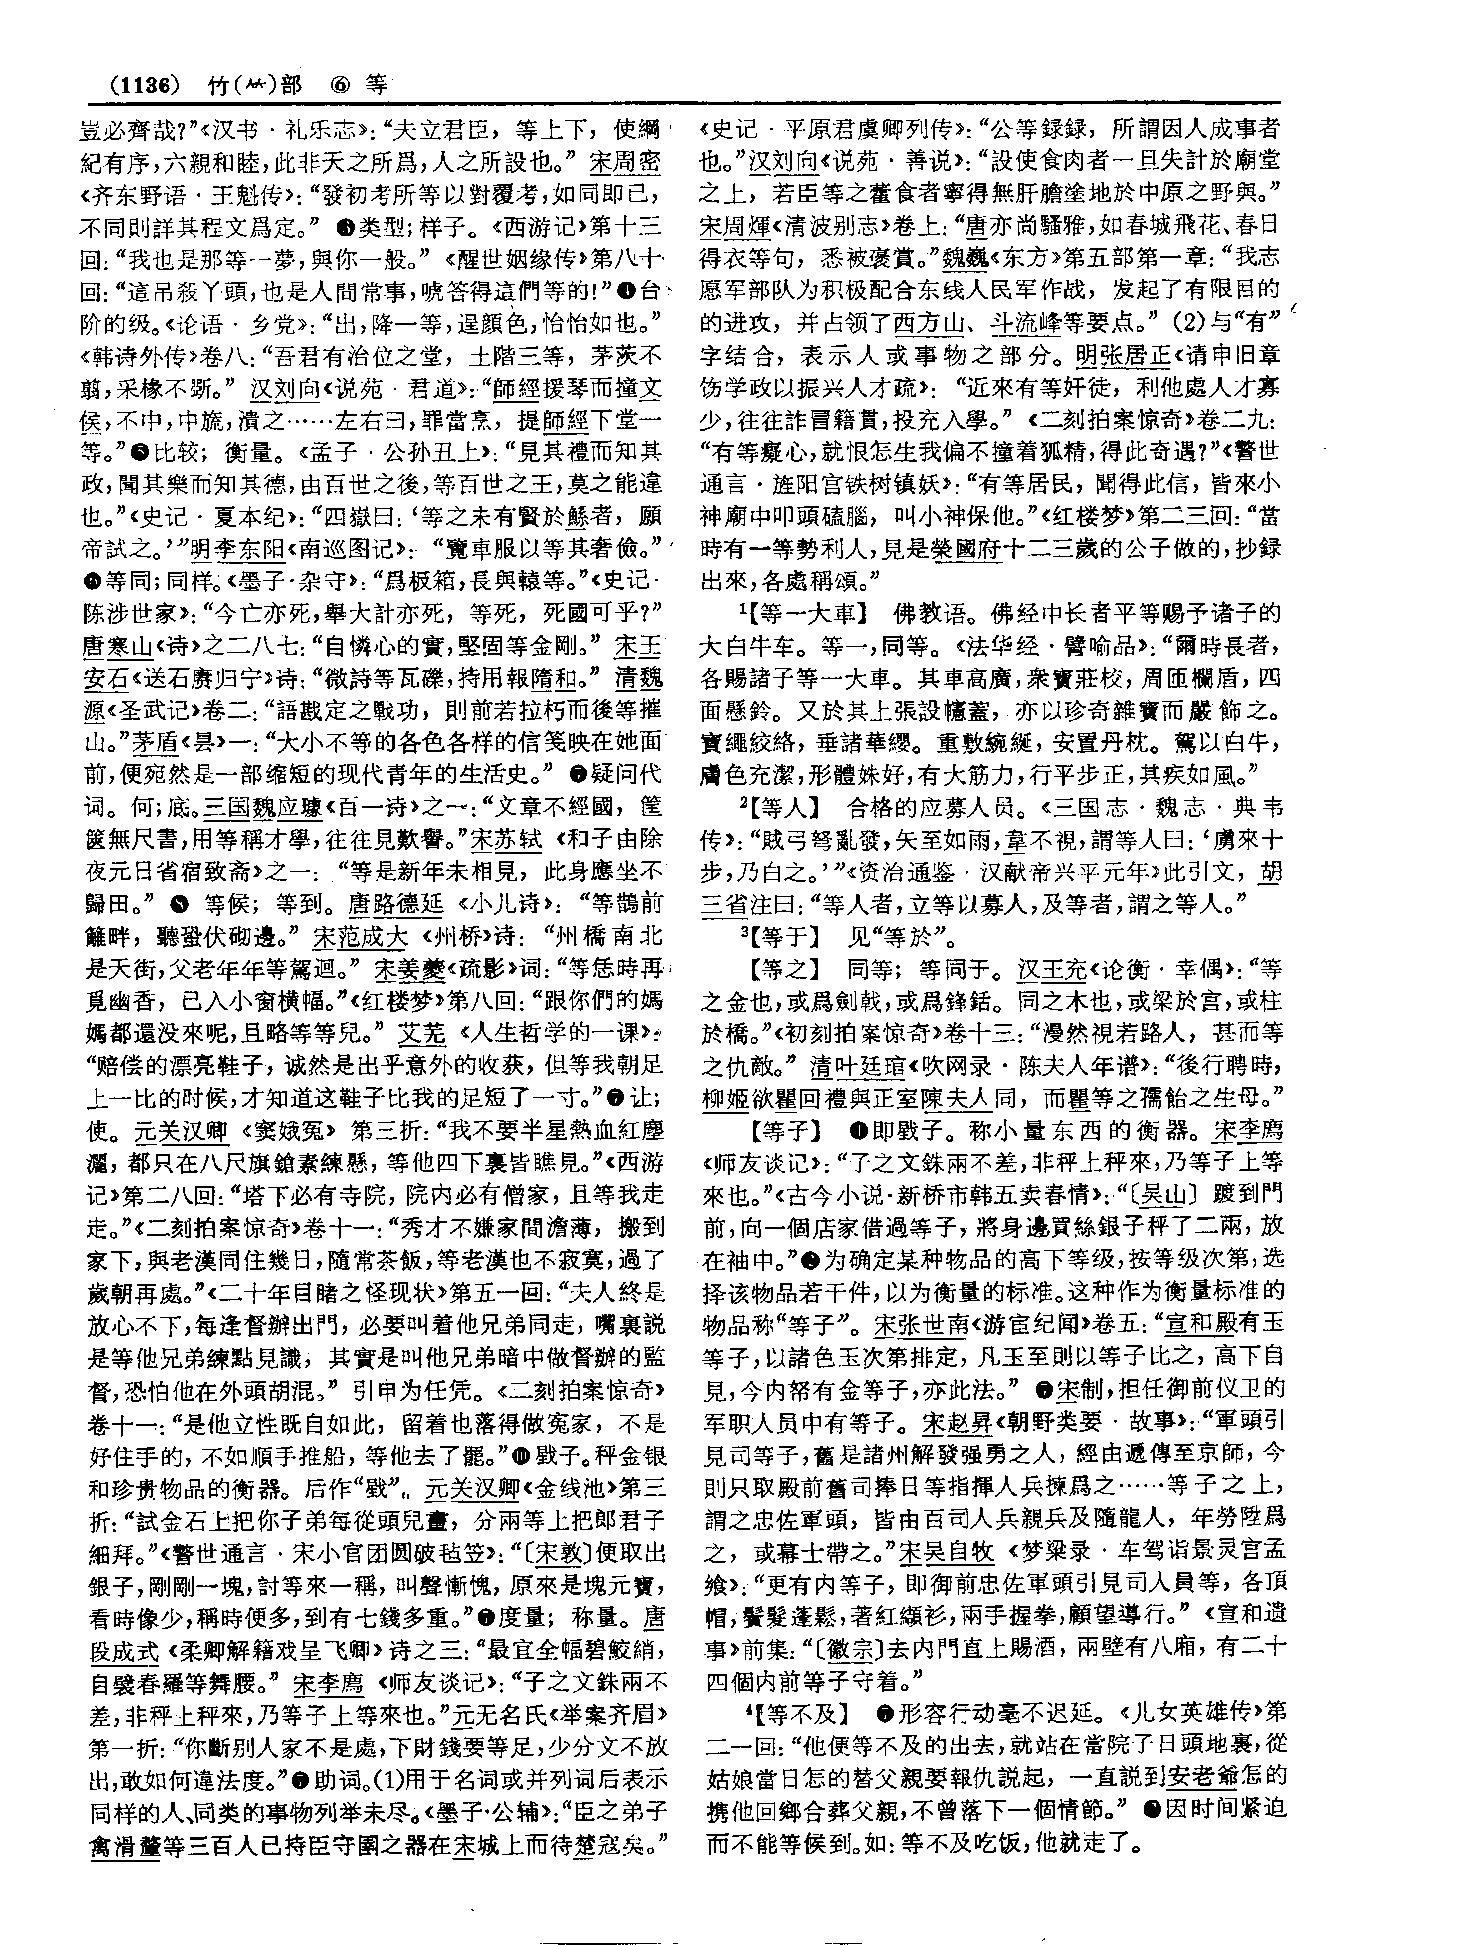 (1136) 竹(⺮)部 ⑥ 等
豈必齊哉?”《汉书·礼乐志》:“夫立君臣，等上下，使綱
紀有序,六親和睦,此非天之所爲,人之所設也。” 宋周密
《齐东野语·王魁传》:“發初考所等以對覆考,如同即已,
不同則詳其程文爲定。” ❸类型;样子。《西游记》第十三
回:“我也是那等一夢,與你一般。” 《醒世姻缘传》第八十
回:“這吊殺丫頭,也是人間常事,唬答得這們等的!”❹台
阶的级。《论语·乡党》:“出,降一等,逞顔色,怡怡如也。”
《韩诗外传》卷八:“吾君有治位之堂，土階三等，茅茨不
翦,采椽不斲。” 汉刘向《说苑·君道》:“師經援琴而撞文
侯,不中,中旒,潰之……左右曰,罪當烹，提師經下堂一
等。”❺比较；衡量。《孟子·公孙丑上》:“見其禮而知其
政,聞其樂而知其德,由百世之後,等百世之王,莫之能違
也。”《史记·夏本纪》:“四嶽曰:‘等之未有賢於鯀者，願
帝試之。’”明李东阳《南巡图记》:“覽車服以等其奢儉。”
❻等同;同样。《墨子·杂守》:“爲板箱,長與轅等。”《史记·
陈涉世家》:“今亡亦死,舉大計亦死，等死，死國可乎?”
唐寒山《诗》之二八七:“自憐心的實,堅固等金剛。” 宋王
安石《送石赓归宁》诗:“微詩等瓦礫,持用報隋和。” 清魏
源《圣武记》卷二:“語戡定之戰功，則前若拉朽而後等摧
山。”茅盾《昙》一:“大小不等的各色各样的信笺映在她面
前,便宛然是一部缩短的现代青年的生活史。” ❼疑问代
词。何;底。三国魏应璩《百一诗》之一:“文章不經國，筐
篋無尺書,用等稱才學,往往見歎譽。”宋苏轼《和子由除
夜元日省宿致斋》之一:“等是新年未相見，此身應坐不
歸田。” ❽ 等候；等到。唐路德延《小儿诗》:“等鵲前
籬畔，聽蛩伏砌邊。” 宋范成大《州桥》诗:“州橋南北
是天街,父老年年等駕迴。” 宋姜夔《疏影》词:“等恁時再
覓幽香，已入小窗横幅。”《红楼梦》第八回:“跟你們的媽
媽都還没來呢,且略等等兒。” 艾芜《人生哲学的一课》:
“赔偿的漂亮鞋子，诚然是出乎意外的收获，但等我朝足
上一比的时候,才知道这鞋子比我的足短了一寸。”❾让;
使。元关汉卿《窦娥冤》第三折:“我不要半星熱血紅塵
灑，都只在八尺旗鎗素練懸，等他四下裏皆瞧見。”《西游
记》第二八回:“塔下必有寺院，院内必有僧家，且等我走
走。”《二刻拍案惊奇》卷十一:“秀才不嫌家間澹薄，搬到
家下,與老漢同住幾日,隨常茶飯,等老漢也不寂寞,過了
歲朝再處。”《二十年目睹之怪现状》第五一回:“夫人終是
放心不下,每逢督辦出門，必要叫着他兄弟同走，嘴裏説
是等他兄弟練點見識，其實是叫他兄弟暗中做督辦的監
督,恐怕他在外頭胡混。” 引申为任凭。《二刻拍案惊奇》
卷十一:“是他立性既自如此，留着也落得做冤家，不是
好住手的，不如順手推船，等他去了罷。”❿戥子。秤金银
和珍贵物品的衡器。后作“戥”。元关汉卿《金线池》第三
折:“試金石上把你子弟每從頭兒畫，分兩等上把郎君子
細拜。”《警世通言·宋小官团圆破毡笠》:“〔宋敦〕便取出
銀子,剛剛一塊,討等來一稱，叫聲慚愧，原來是塊元寶，
看時像少,稱時便多,到有七錢多重。”⓫度量；称量。唐
段成式《柔卿解籍戏呈飞卿》诗之三:“最宜全幅碧鮫綃，
自襞春羅等舞腰。” 宋李廌《师友谈记》:“子之文銖兩不
差,非秤上秤來,乃等子上等來也。”元无名氏《举案齐眉》
第一折:“你斷别人家不是處,下財錢要等足,少分文不放
出,敢如何違法度。”⓬助词。(1)用于名词或并列词后表示
同样的人、同类的事物列举未尽。《墨子·公输》:“臣之弟子
禽滑釐等三百人已持臣守圉之器在宋城上而待楚寇矣。”
《史记·平原君虞卿列传》:“公等録録，所謂因人成事者
也。”汉刘向《说苑·善说》:“設使食肉者一旦失計於廟堂
之上，若臣等之藿食者寧得無肝膽塗地於中原之野與。”
宋周煇《清波别志》卷上:“唐亦尚騷雅,如春城飛花、春日
得衣等句，悉被褒賞。”魏巍《东方》第五部第一章:“我志
愿军部队为积极配合东线人民军作战，发起了有限目的
的进攻，并占领了西方山、斗流峰等要点。” (2)与“有”
字结合，表示人或事物之部分。明张居正《请申旧章
饬学政以振兴人才疏》:“近來有等奸徒，利他處人才寡
少,往往詐冒籍貫,投充入學。” 《二刻拍案惊奇》卷二九:
“有等癡心,就恨怎生我偏不撞着狐精,得此奇遇?”《警世
通言·旌阳宫铁树镇妖》:“有等居民，聞得此信，皆來小
神廟中叩頭磕腦，叫小神保他。”《红楼梦》第二三回:“當
時有一等勢利人,見是榮國府十二三歲的公子做的,抄録
出來,各處稱頌。”
¹【等一大車】 佛教语。佛经中长者平等赐予诸子的
大白牛车。等一,同等。《法华经·譬喻品》:“爾時長者，
各賜諸子等一大車。其車高廣,衆寶莊校，周匝欄盾，四
面懸鈴。又於其上張設幰蓋，亦以珍奇雜寶而嚴飾之。
寶繩絞絡，垂諸華纓。重敷綩綖，安置丹枕。駕以白牛，
膚色充潔,形體姝好,有大筋力,行平步正,其疾如風。”
²【等人】 合格的应募人员。《三国志·魏志·典韦
传》:“賊弓弩亂發,矢至如雨,韋不視,謂等人曰:‘虜來十
步,乃白之。’”《资治通鉴·汉献帝兴平元年》此引文，胡
三省注曰:“等人者,立等以募人,及等者,謂之等人。”
³【等于】 见“等於”。
【等之】 同等；等同于。汉王充《论衡·幸偶》:“等
之金也,或爲劍戟,或爲鋒銛。同之木也,或梁於宫,或柱
於橋。”《初刻拍案惊奇》卷十三:“漫然視若路人，甚而等
之仇敵。” 清叶廷琯《吹网录·陈夫人年谱》:“後行聘時,
柳姬欲瞿回禮與正室陳夫人同，而瞿等之孺飴之生母。”
【等子】 ❶即戥子。称小量东西的衡器。宋李廌
《师友谈记》:“子之文銖兩不差,非秤上秤來,乃等子上等
來也。”《古今小说·新桥市韩五卖春情》:“〔吴山〕踱到門
前,向一個店家借過等子,將身邊買絲銀子秤了二兩，放
在袖中。”❷为确定某种物品的高下等级,按等级次第,选
择该物品若干件,以为衡量的标准。这种作为衡量标准的
物品称“等子”。宋张世南《游宦纪闻》卷五:“宣和殿有玉
等子,以諸色玉次第排定，凡玉至則以等子比之，高下自
見,今内帑有金等子,亦此法。” ❸宋制,担任御前仪卫的
军职人员中有等子。宋赵昇《朝野类要·故事》:“軍頭引
見司等子,舊是諸州解發强勇之人，經由遞傳至京師，今
則只取殿前舊司捧日等指揮人兵揀爲之……等子之上，
謂之忠佐軍頭，皆由百司人兵親兵及隨龍人，年勞陞爲
之，或幕士帶之。”宋吴自牧《梦粱录·车驾诣景灵宫孟
飨》:“更有内等子，即御前忠佐軍頭引見司人員等，各頂
帽,鬢髮蓬鬆,著紅纈衫,兩手握拳,顧望導行。” 《宣和遗
事》前集:“〔徽宗〕去内門直上賜酒，兩壁有八廂，有二十
四個内前等子守着。”
⁴【等不及】 ❶形容行动毫不迟延。《儿女英雄传》第
二一回:“他便等不及的出去,就站在當院了日頭地裏,從
姑娘當日怎的替父親要報仇説起，一直説到安老爺怎的
携他回鄉合葬父親,不曾落下一個情節。” ❷因时间紧迫
而不能等候到。如:等不及吃饭,他就走了。